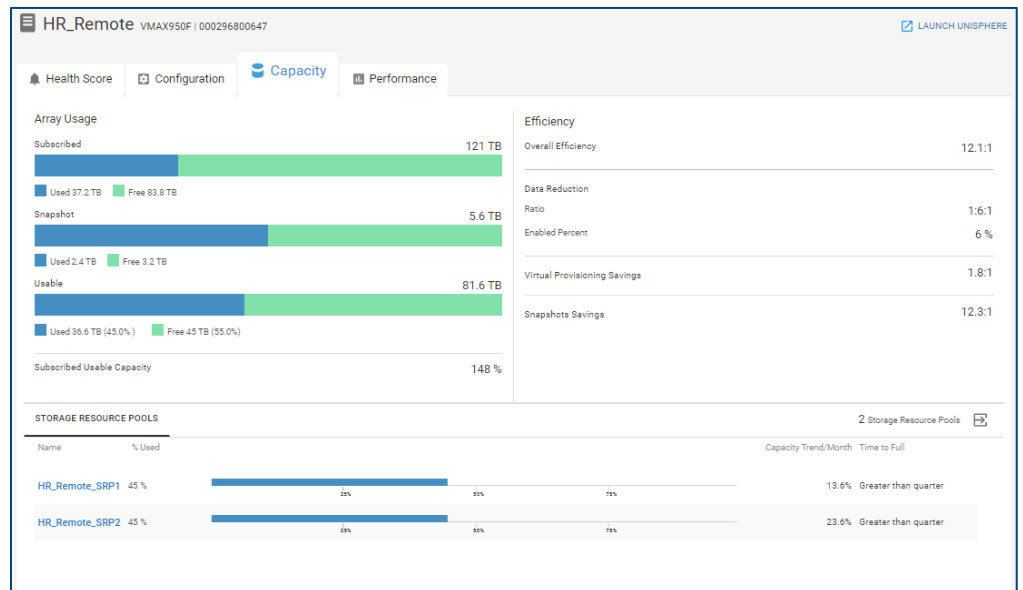 HR_Remote VMAX950F | 000296800647
LAUNCH UNISPHERE
Health Score
Configuration
Capacity
Performance
Array Usage
Subscribed 121 TB
Used 37.2 TB Free 83.8 TB
Snapshot 5.6 TB
Used 2.4 TB Free 3.2 TB
Usable 81.6 TB
Used 36.6 TB (45.0% ) Free 45 TB (55.0%)
Subscribed Usable Capacity 148 %
Efficiency
Overall Efficiency 12.1:1
Data Reduction
Ratio 1:6:1
Enabled Percent 6 %
Virtual Provisioning Savings 1.8:1
Snapshots Savings 12.3:1
STORAGE RESOURCE POOLS 2 Storage Resource Pools
Name % Used Capacity Trend/Month Time to Full
HR_Remote_SRP1 45 % 13.6% Greater than quarter
25% 50% 75%
HR_Remote_SRP2 45 % 23.6% Greater than quarter
25% 50% 75%